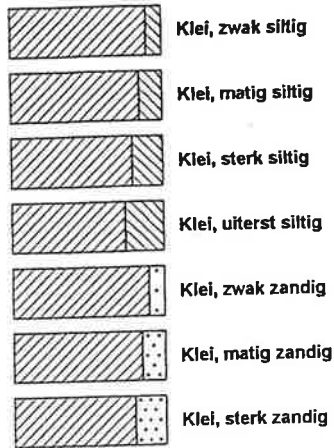 Klei, zwak siltig
Klei, matig siltig
Klei, sterk siltig
Klei, uiterst siltig
Klei, zwak zandig
Klei, matig zandig
Klei, sterk zandig